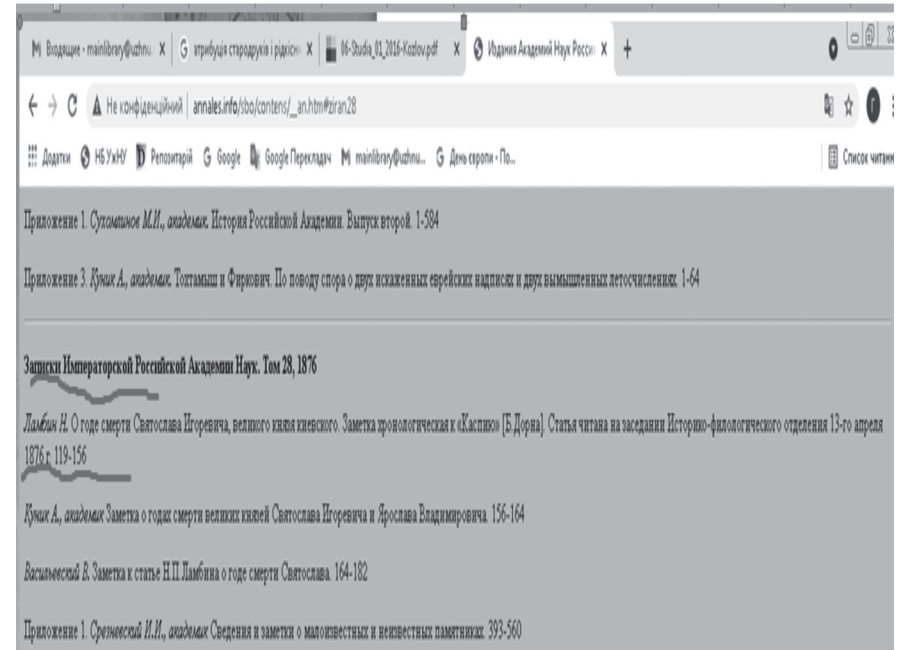 Входящие - mainlibrary@uzhnu. X G атрибуція стародруків і рідкісн X 06-Studia_01_2016-Kozlov.pdf X Издания Академий Наук Росси X +
Не конфіденційний | annales.info/sbo/contens/_an.htm#ziran28
Додатки НБ УжНУ Репозитарій G Google Google Перекладач M mainlibrary@uzhnu... G День європи - По... Список читанн
Приложение 1. Сухомлинов М.И., академик. История Российской Академии. Выпуск второй. 1-584
Приложение 3. Куник А., академик. Тохтамыш и Фиркович. По поводу спора о двух искаженных еврейских надписях и двух вымышленных летосчислениях. 1-64
Записки Императорской Российской Академии Наук. Том 28, 1876
Ламбин Н. О годе смерти Святослава Игоревича, великого князя киевского. Заметка хронологическая к «Каспию» [Б.Дорна]. Статья читана на заседании Историко-филологического отделения 13-го апреля
1876 г. 119-156
Куник А., академик Заметка о годах смерти великих князей Святослава Игоревича и Ярослава Владимировича. 156-164
Васильевский В. Заметка к статье Н.П.Ламбина о годе смерти Святослава. 164-182
Приложение 1. Срезневский И.И., академик Сведения и заметки о малоизвестных и неизвестных памятниках. 393-560